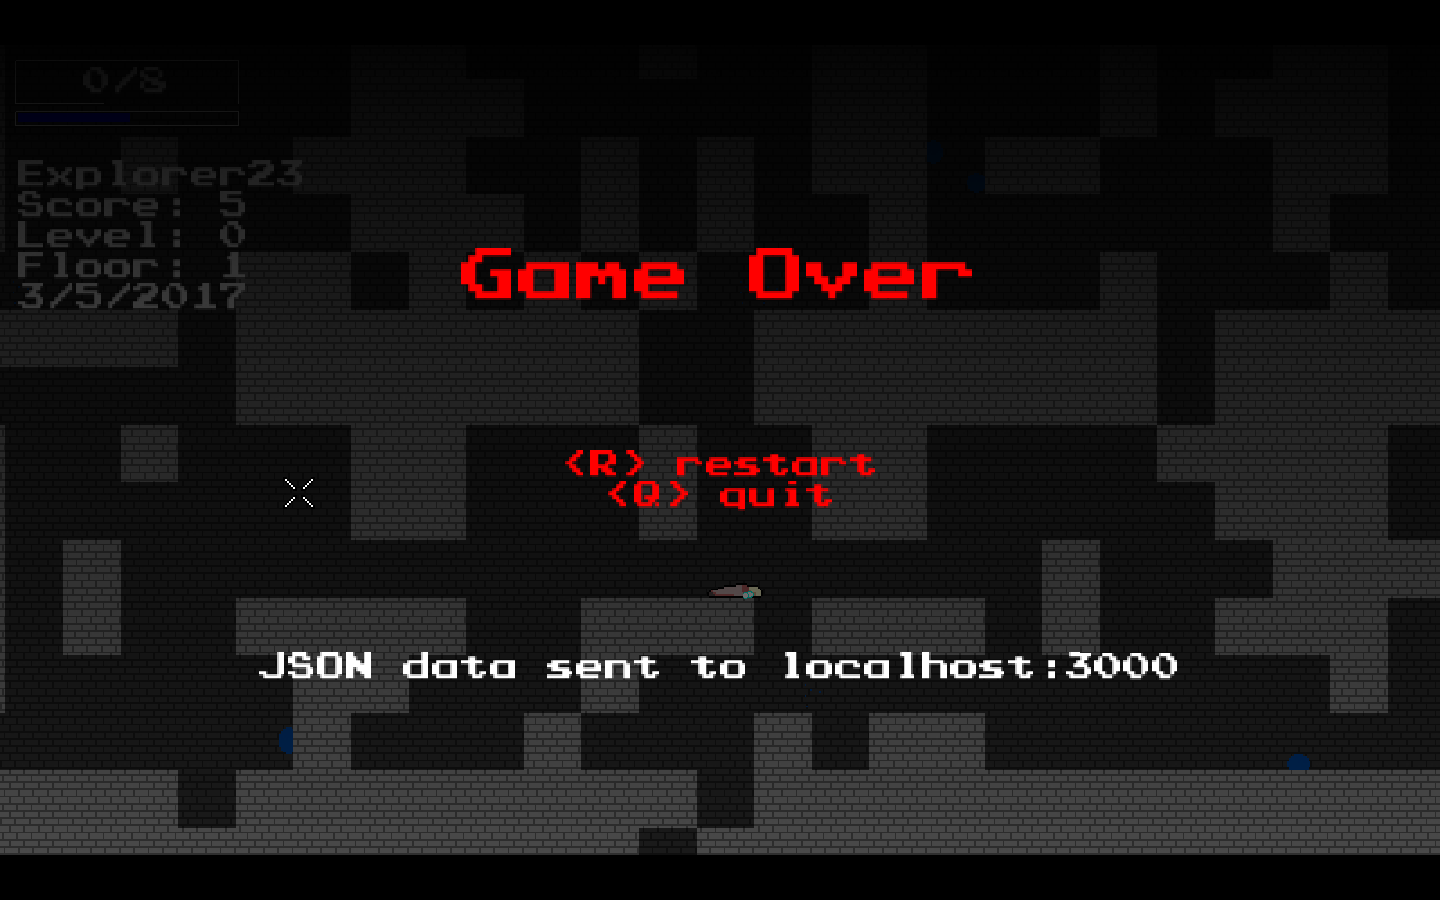 0/8
Explorer23
Score: 5
Level: 0
Floor: 1
3/5/2017
Game Over
<R> restart
<Q> quit
JSON data sent to localhost:3000